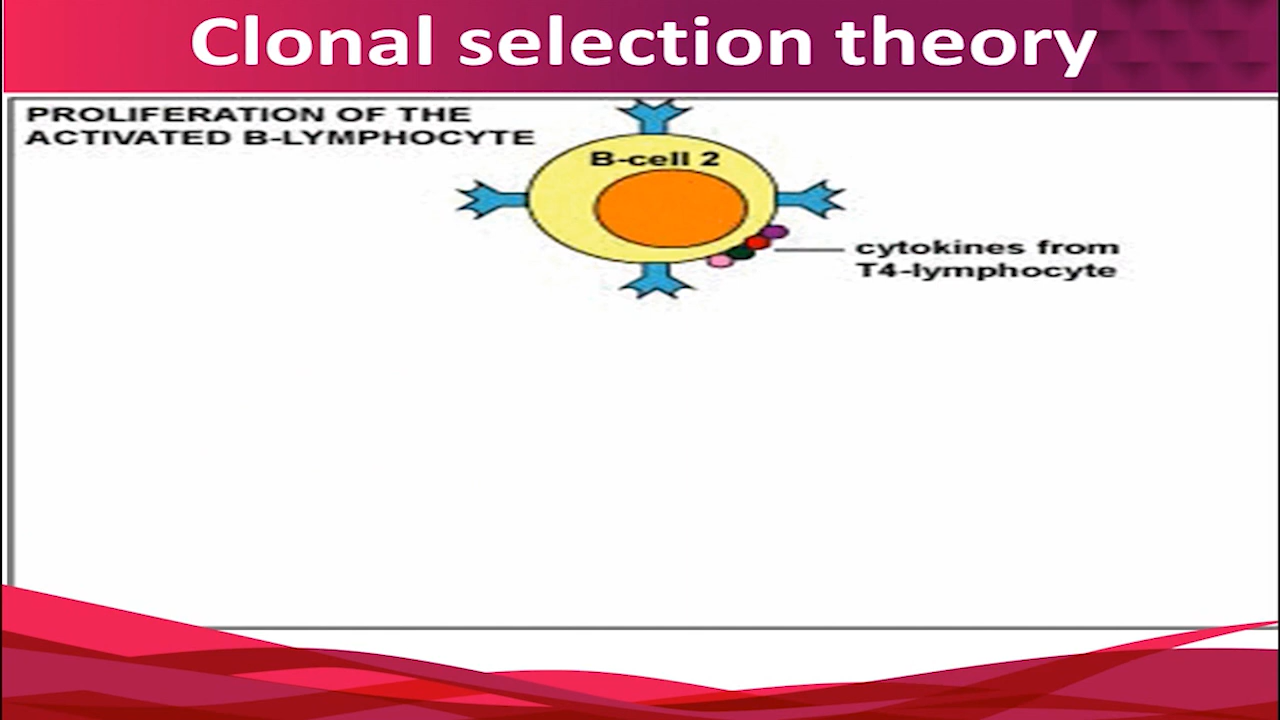 Clonal selection theory
PROLIFERATION OF THE
ACTIVATED B-LYMPHOCYTE
B-cell 2
cytokines from
T4-lymphocyte